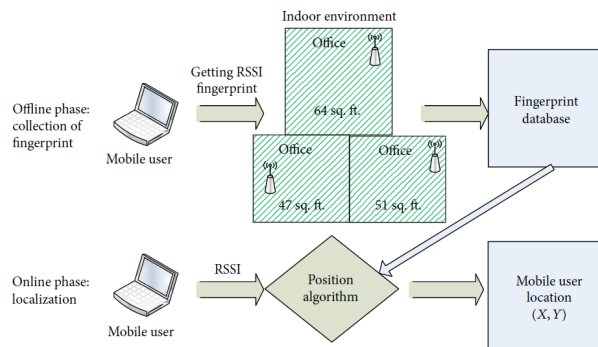 Indoor environment
Office
Getting RSSI
fingerprint
64 sq. ft.
Offline phase:
collection of
fingerprint
Mobile user
Fingerprint
database
Office
Office
47 sq. ft.
51 sq. ft.
Online phase:
localization
Mobile user
RSSI
Position
algorithm
Mobile user
location
(X, Y)